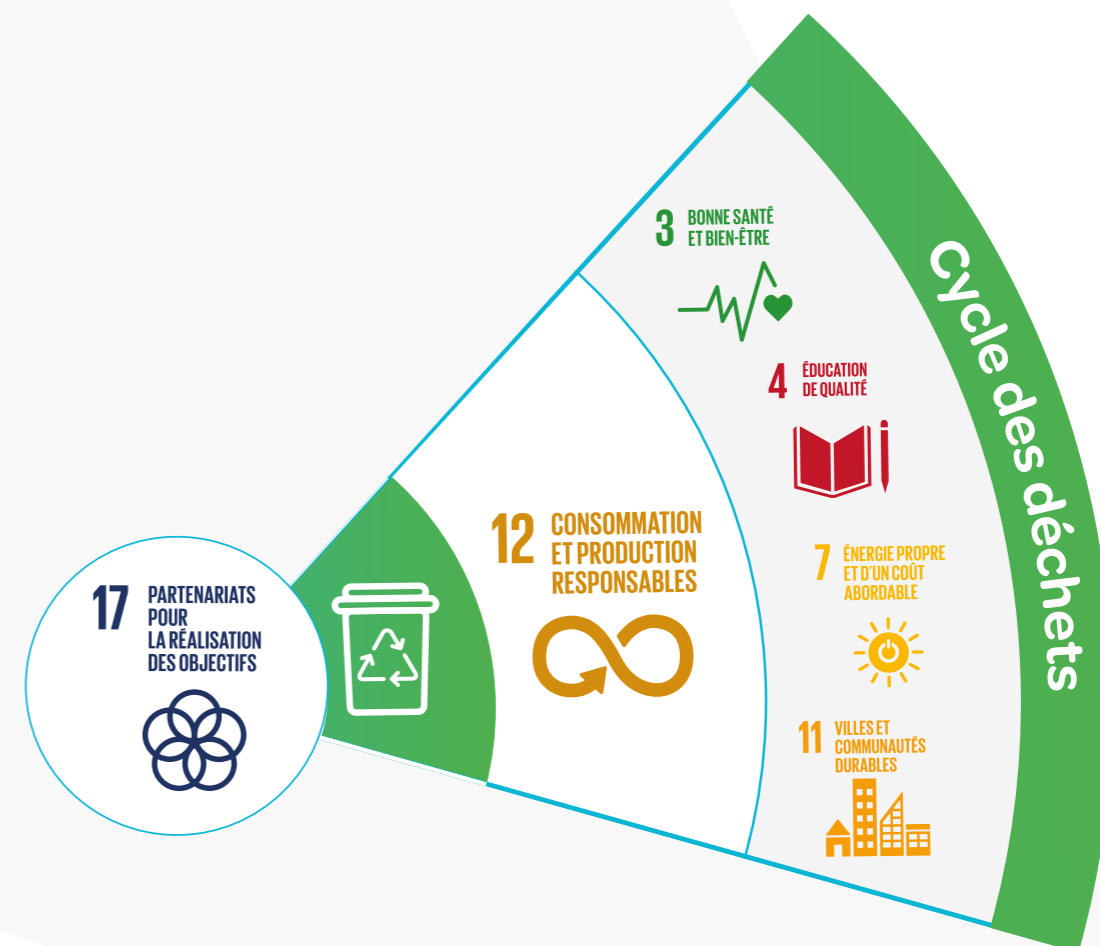 3 BONNE SANTÉ
ET BIEN-ÊTRE
4 ÉDUCATION
DE QUALITÉ
Cycle des déchets
12 CONSOMMATION
ET PRODUCTION
RESPONSABLES
7 ÉNERGIE PROPRE
ET D'UN COÛT
ABORDABLE
17 PARTENARIATS
POUR
LA RÉALISATION
DES OBJECTIFS
11 VILLES ET
COMMUNAUTÉS
DURABLES